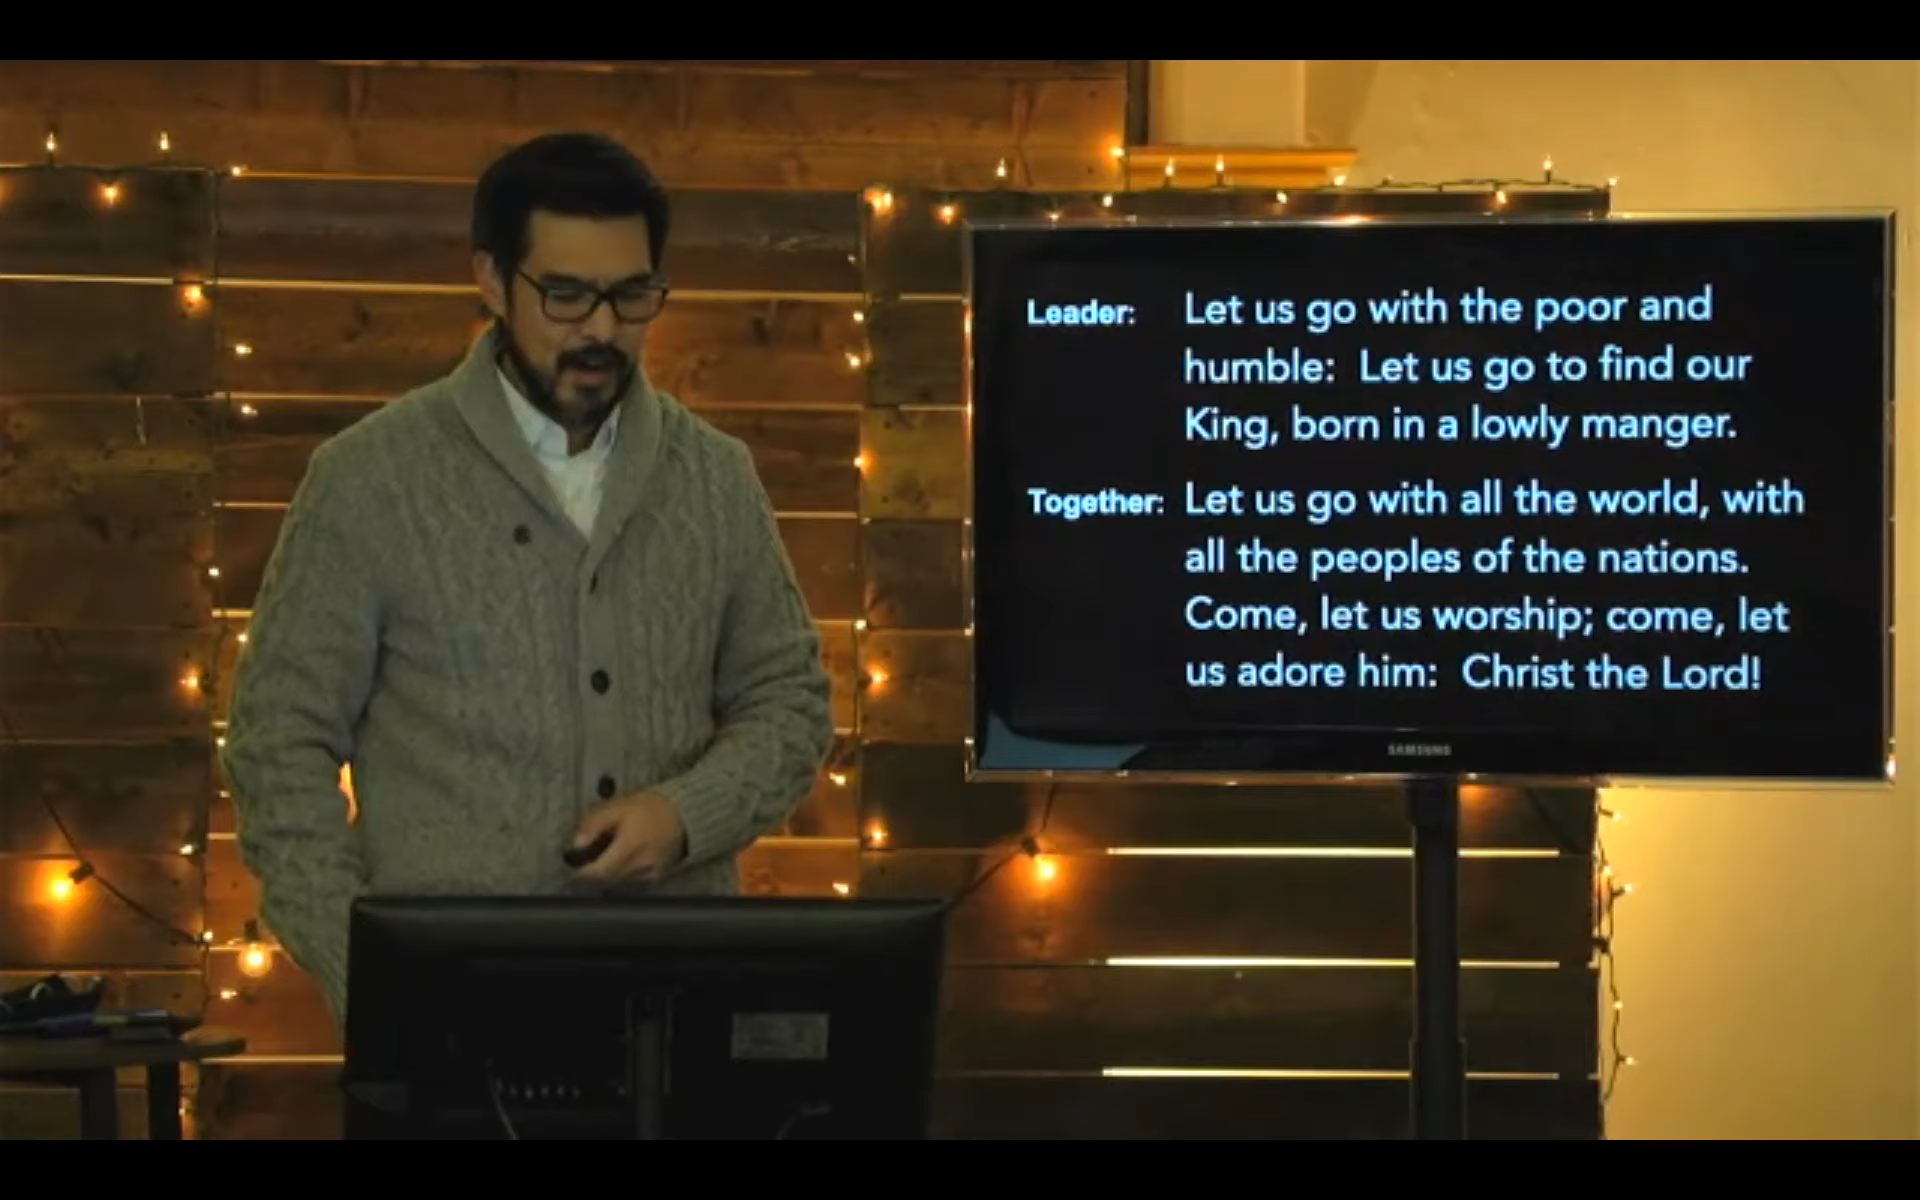 Leader: Let us go with the poor and
humble: Let us go to find our
King, born in a lowly manger.
Together: Let us go with all the world, with
all the peoples of the nations.
Come, let us worship; come, let
us adore him: Christ the Lord!
SAMSUNG